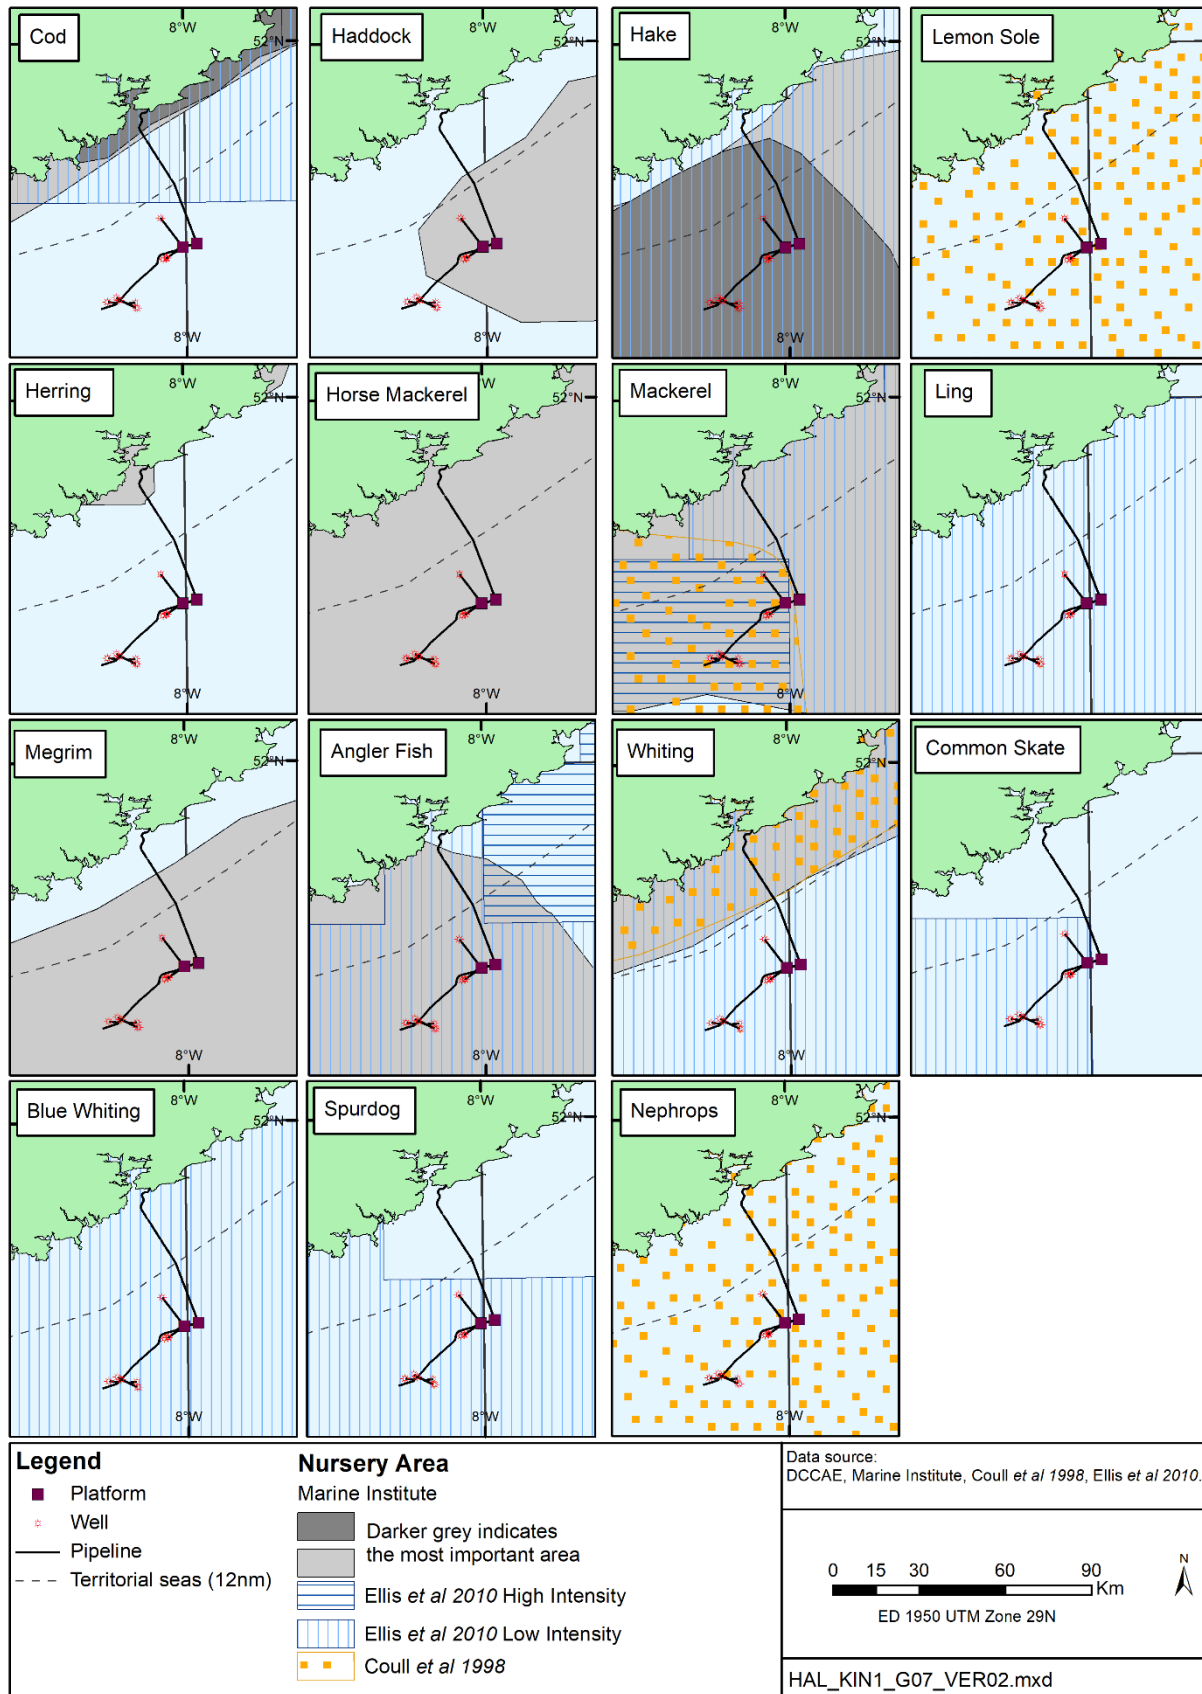 Cod
8°W
52°N
8°W
Haddock
8°W
8°W
Hake
8°W
52°N
8°W
Lemon Sole
Herring
8°W
52°N
8°W
Horse Mackerel
8°W
8°W
Mackerel
8°W
52°N
8°W
Ling
Megrim
8°W
52°N
8°W
Angler Fish
8°W
8°W
Whiting
8°W
52°N
8°W
Common Skate
Blue Whiting
8°W
52°N
8°W
Spurdog
8°W
8°W
Nephrops
8°W
52°N
8°W
Legend
Platform
Well
Pipeline
Territorial seas (12nm)
Nursery Area
Marine Institute
Darker grey indicates
the most important area
Ellis et al 2010 High Intensity
Ellis et al 2010 Low Intensity
Coull et al 1998
Data source:
DCCAE, Marine Institute, Coull et al 1998, Ellis et al 2010.
0 15 30 60 90
Km
N
ED 1950 UTM Zone 29N
HAL_KIN1_G07_VER02.mxd